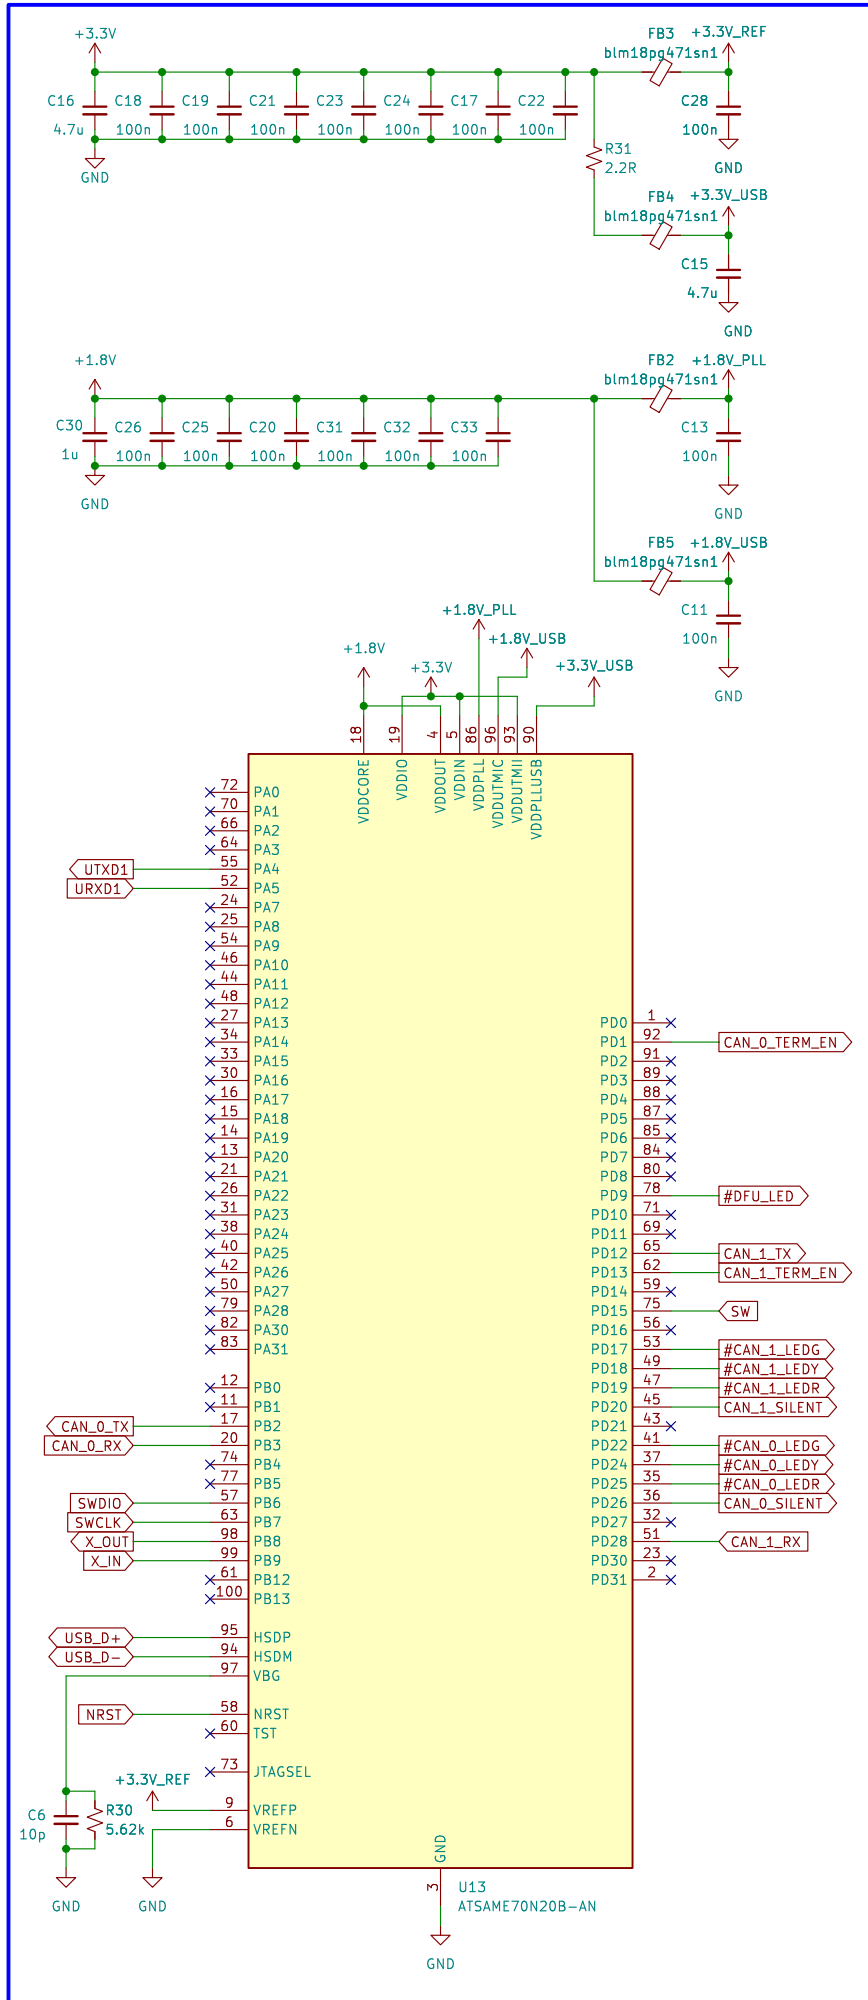 +3.3V
FB3 +3.3V_REF
blm18pg471sn1
C16 C18 C19 C21 C23 C24 C17 C22 C28
4.7u 100n 100n 100n 100n 100n 100n 100n 100n
R31
2.2R
GND GND
FB4 +3.3V_USB
blm18pg471sn1
C15
4.7u
GND
+1.8V FB2 +1.8V_PLL
blm18pg471sn1
C30 C26 C25 C20 C31 C32 C33 C13
1u 100n 100n 100n 100n 100n 100n 100n
GND GND
FB5 +1.8V_USB
blm18pg471sn1
C11
100n
GND
+1.8V_PLL
+1.8V_USB
+1.8V
+3.3V +3.3V_USB
18 19 4 5 86 96 93 90
VDDCORE VDDIO VDDOUT VDDIN VDDPLL VDDUTMIC VDDUTMII VDDPLLUSB
72 PA0
70 PA1
66 PA2
64 PA3
UTXD1 55 PA4
URXD1 52 PA5
24 PA7
25 PA8
54 PA9
46 PA10
44 PA11
48 PA12
27 PA13 PD0 1
34 PA14 PD1 92 CAN_0_TERM_EN
33 PA15 PD2 91
30 PA16 PD3 89
16 PA17 PD4 88
15 PA18 PD5 87
14 PA19 PD6 85
13 PA20 PD7 84
21 PA21 PD8 80
26 PA22 PD9 78 #DFU_LED
31 PA23 PD10 71
38 PA24 PD11 69
40 PA25 PD12 65 CAN_1_TX
42 PA26 PD13 62 CAN_1_TERM_EN
50 PA27 PD14 59
79 PA28 PD15 75 SW
82 PA30 PD16 56
83 PA31 PD17 53 #CAN_1_LEDG
PD18 49 #CAN_1_LEDY
12 PB0 PD19 47 #CAN_1_LEDR
11 PB1 PD20 45 CAN_1_SILENT
CAN_0_TX 17 PB2 PD21 43
CAN_0_RX 20 PB3 PD22 41 #CAN_0_LEDG
74 PB4 PD24 37 #CAN_0_LEDY
77 PB5 PD25 35 #CAN_0_LEDR
SWDIO 57 PB6 PD26 36 CAN_0_SILENT
SWCLK 63 PB7 PD27 32
X_OUT 98 PB8 PD28 51 CAN_1_RX
X_IN 99 PB9 PD30 23
61 PB12 PD31 2
100 PB13
USB_D+ 95 HSDP
USB_D- 94 HSDM
97 VBG
NRST 58 NRST
60 TST
73 JTAGSEL
+3.3V_REF
9 VREFP
6 VREFN
C6 R30
10p 5.62k
GND GND
GND
3
U13
ATSAME70N20B-AN
GND